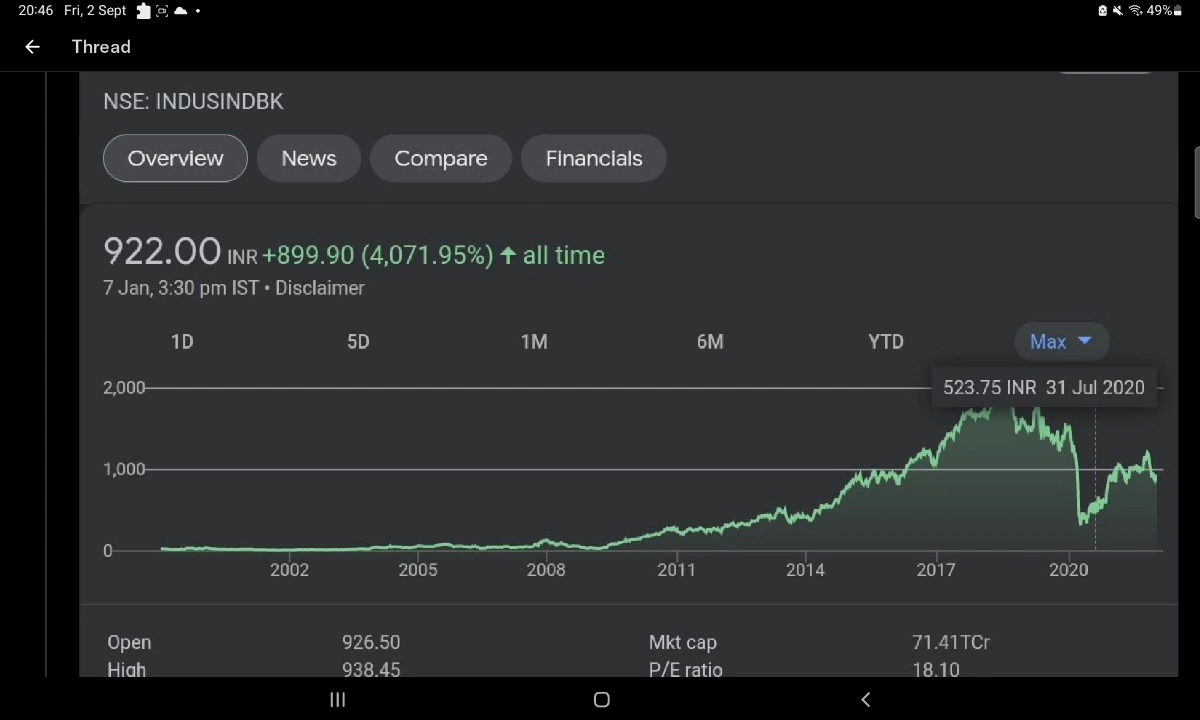 20:46 Fri, 2 Sept • 49%
Thread
NSE: INDUSINDBK
Overview News Compare Financials
922.00 INR +899.90 (4,071.95%) ↑ all time
7 Jan, 3:30 pm IST • Disclaimer
1D 5D 1M 6M YTD Max
523.75 INR 31 Jul 2020
2,000
1,000
0
2002 2005 2008 2011 2014 2017 2020
Open 926.50 Mkt cap 71.41TCr
High 938.45 P/E ratio 18.10